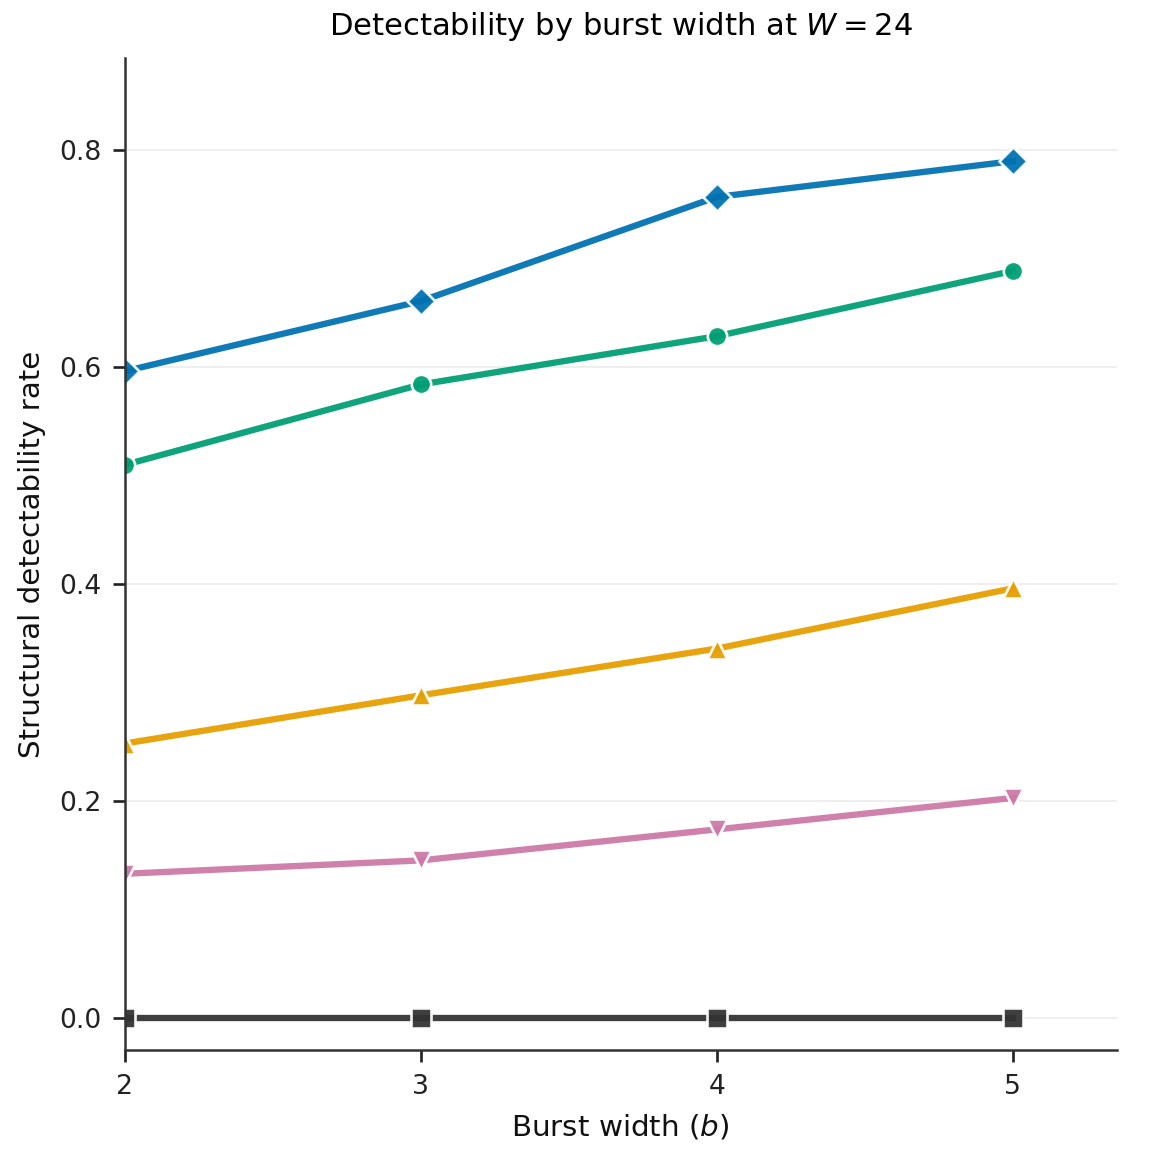 Detectability by burst width at W = 24
Structural detectability rate
0.8
0.6
0.4
0.2
0.0
2 3 4 5
Burst width (b)